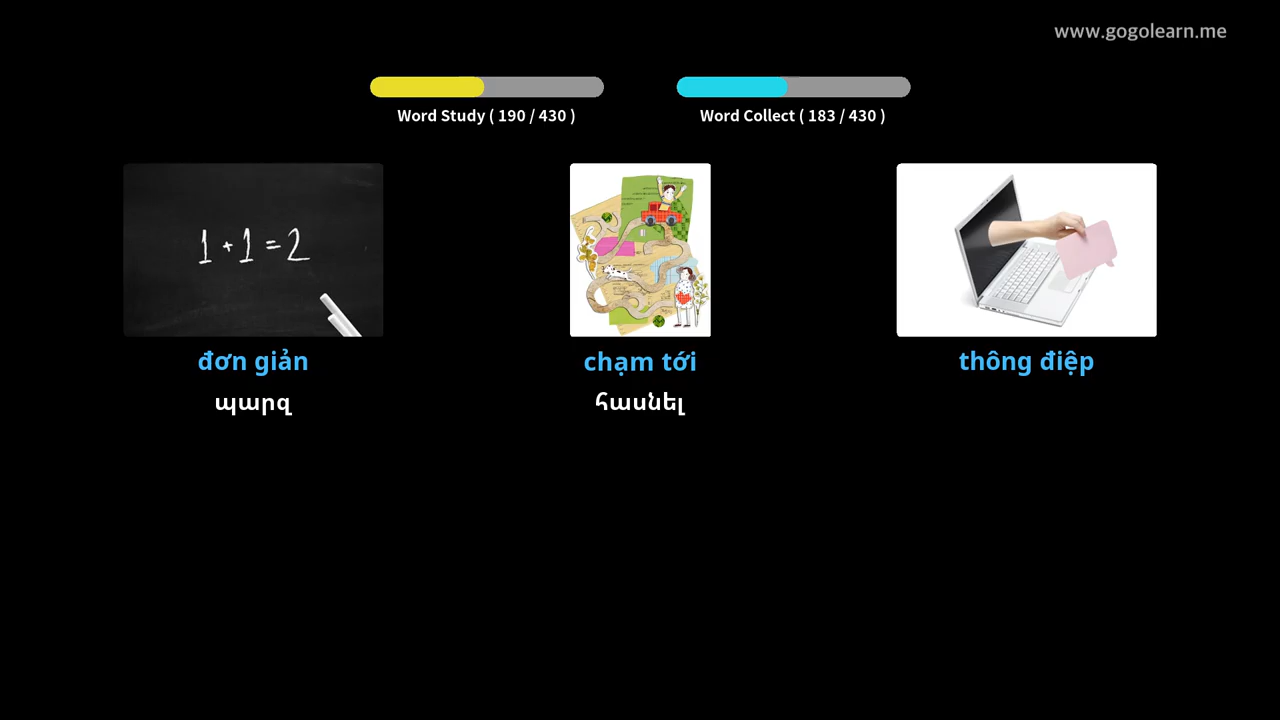 www.gogolearn.me
Word Study ( 190 / 430 )
Word Collect ( 183 / 430 )
1 + 1 = 2
đơn giản
chạm tới
thông điệp
պարզ
հասնել